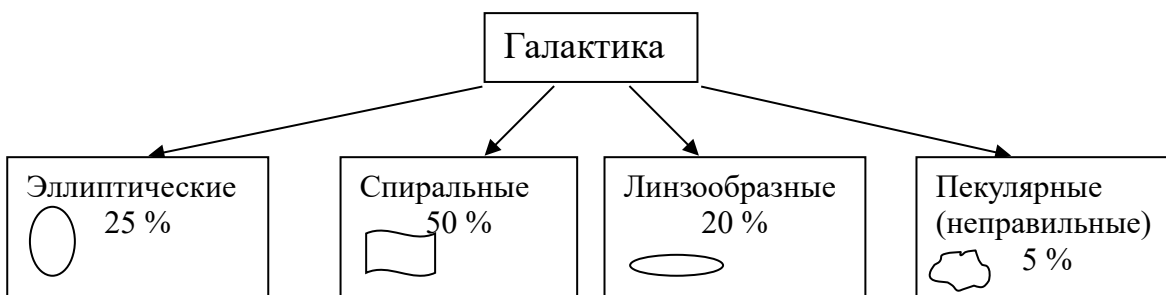 Галактика
Эллиптические
25 %
Спиральные
50 %
Линзообразные
20 %
Пекулярные
(неправильные)
5 %